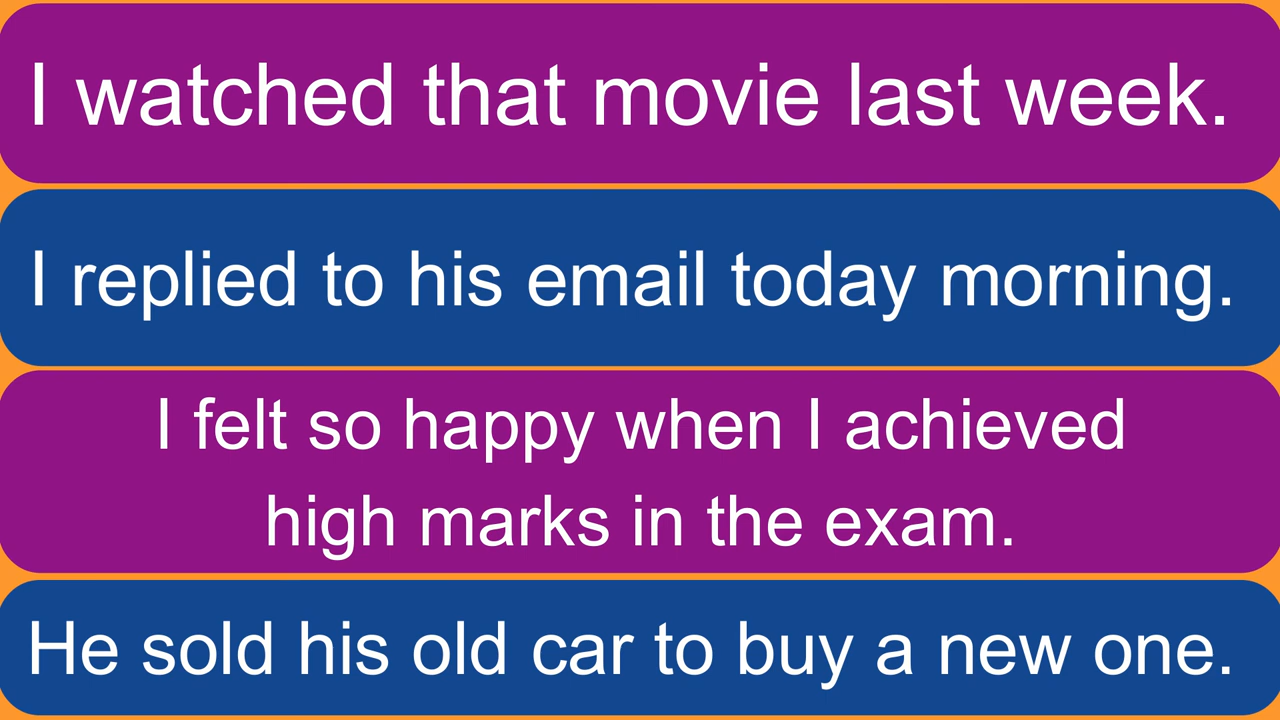 I watched that movie last week.
I replied to his email today morning.
I felt so happy when I achieved
high marks in the exam.
He sold his old car to buy a new one.